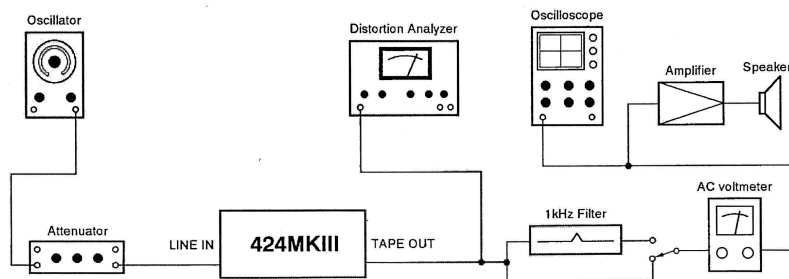 Oscillator
Distortion Analyzer
Oscilloscope
Amplifier
Speaker
Attenuator
LINE IN
424MKIII
TAPE OUT
1kHz Filter
AC voltmeter